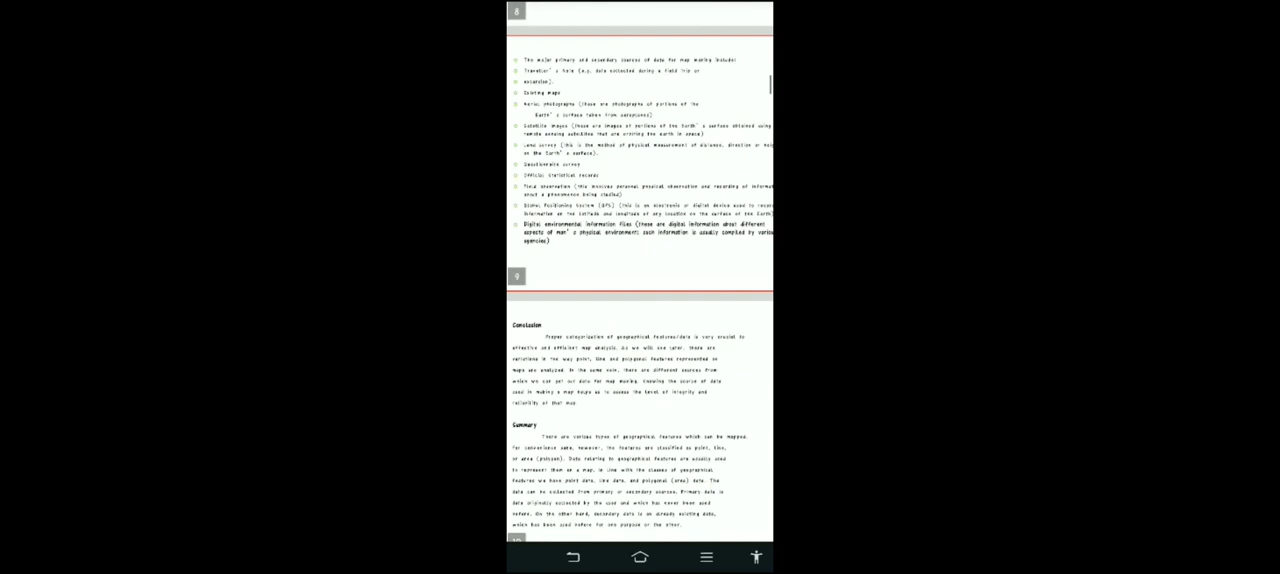 8
The major primary and secondary sources of data for map making include:
Traveller's Note (e.g. data collected during a field trip or
excursion).
Existing maps
Aerial photographs (these are photographs of portions of the
Earth's surface taken from aeroplanes)
Satellite images (these are images of portions of the Earth's surface obtained using
remote sensing satellites that are orbiting the earth in space)
Land survey (this is the method of physical measurement of distance, direction or heig
on the Earth's surface).
Questionnaire survey
Official statistical records
Field observation (this involves personal physical observation and recording of informat
about a phenomenon being studied)
Global Positioning System (GPS) (this is an electronic or digital device used to recor
information on the latitude and longitude of any location on the surface of the Earth)
Digital environmental information files (these are digital information about different
aspects of man's physical environment; such information is usually compiled by variou
agencies)
9
Conclusion
Proper categorization of geographical features/data is very crucial to
effective and efficient map analysis. As we will see later, there are
variations in the way point, line and polygonal features represented on
maps are analyzed. In the same vein, there are different sources from
which we can get our data for map making. Knowing the source of data
used in making a map helps us to assess the level of integrity and
reliability of that map.
Summary
There are various types of geographical features which can be mapped.
For convenience sake, however, the features are classified as point, line,
or area (polygon). Data relating to geographical features are usually used
to represent them on a map. In line with the classes of geographical
features we have point data, line data, and polygonal (area) data. The
data can be collected from primary or secondary sources. Primary data is
data originally collected by the user and which has never been used
before. On the other hand, secondary data is an already existing data,
which has been used before for one purpose or the other.